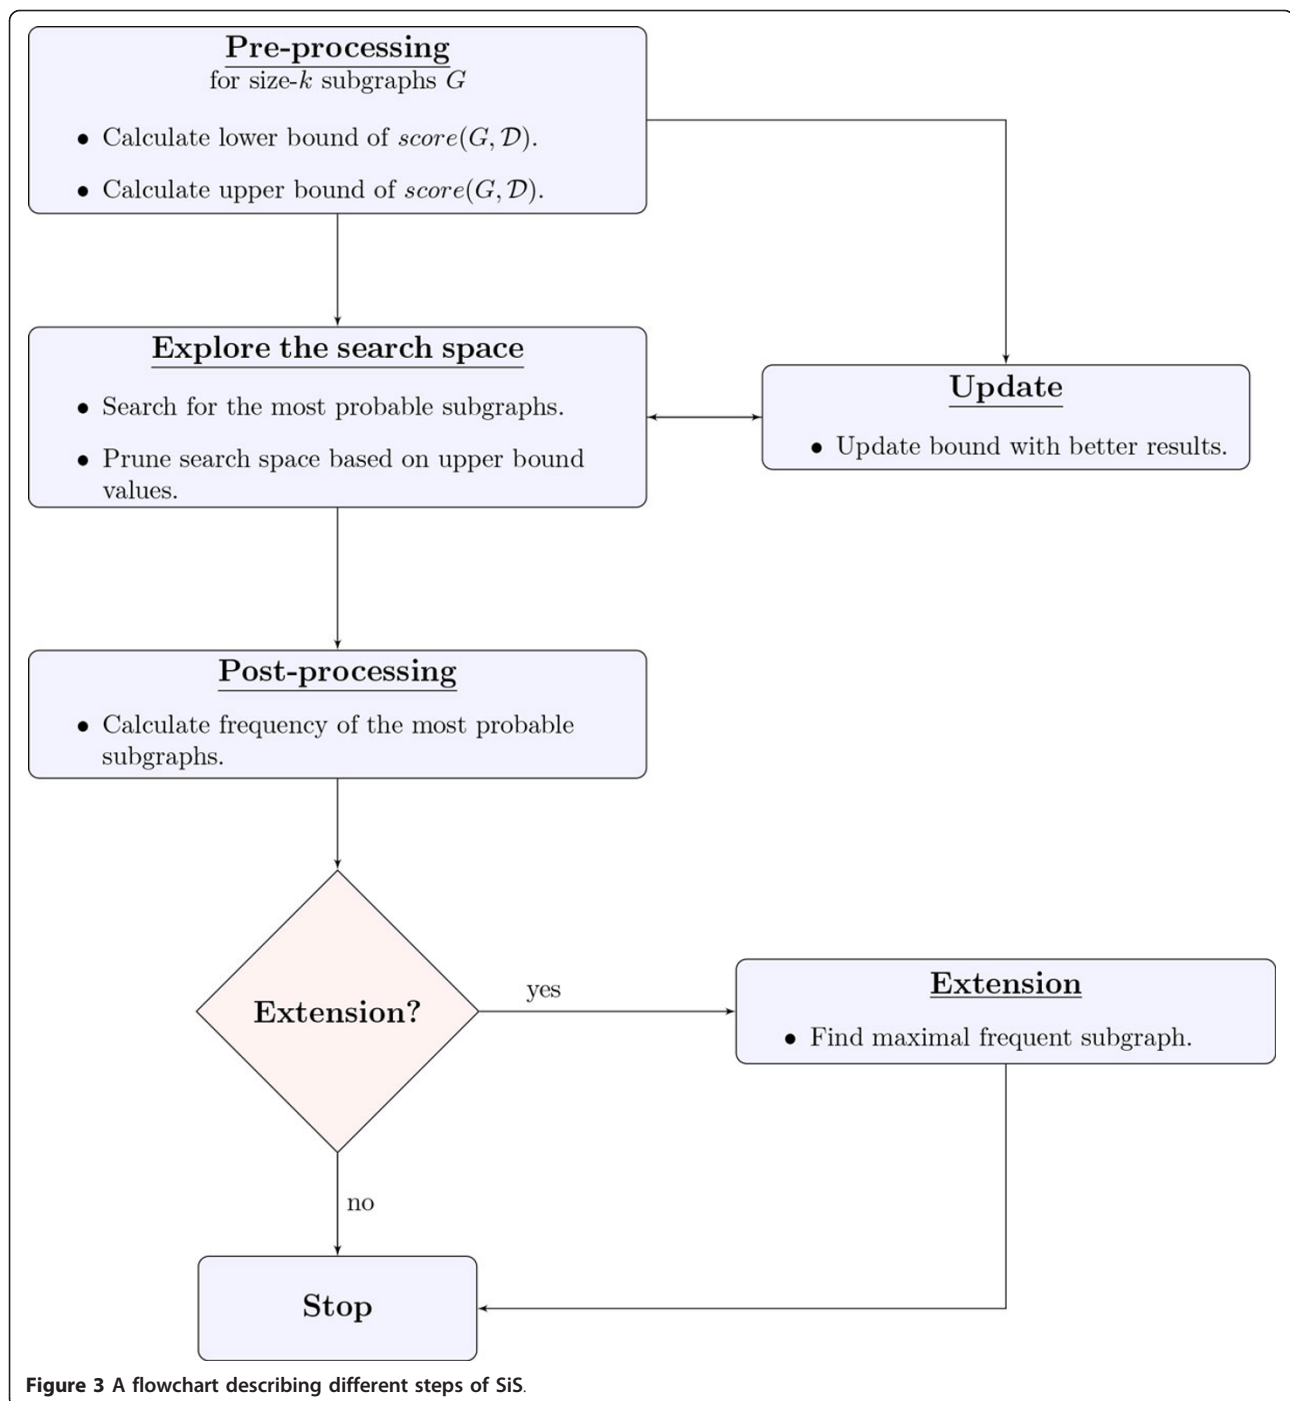 Pre-processing
for size-k subgraphs G
• Calculate lower bound of score(G, 𝒟).
• Calculate upper bound of score(G, 𝒟).
Explore the search space
• Search for the most probable subgraphs.
• Prune search space based on upper bound
values.
Update
• Update bound with better results.
Post-processing
• Calculate frequency of the most probable
subgraphs.
Extension?
yes
Extension
• Find maximal frequent subgraph.
no
Stop
Figure 3 A flowchart describing different steps of SiS.